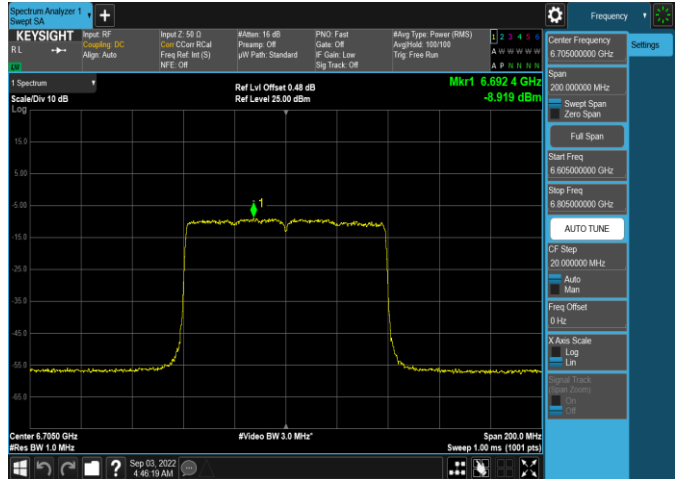 Spectrum Analyzer 1
Swept SA
Frequency
KEYSIGHT
R L
LXI
Input: RF
Coupling: DC
Align: Auto
Input Z: 50 Ω
Corr CCorr RCal
Freq Ref: Int (S)
NFE: Off
#Atten: 16 dB
Preamp: Off
µW Path: Standard
PNO: Fast
Gate: Off
IF Gain: Low
Sig Track: Off
#Avg Type: Power (RMS)
Avg|Hold: 100/100
Trig: Free Run
1 2 3 4 5 6
A W W W W W
A P N N N N
1 Spectrum
Scale/Div 10 dB
Log
Ref Lvl Offset 0.48 dB
Ref Level 25.00 dBm
Mkr1 6.692 4 GHz
-8.919 dBm
15.0
5.00
-5.00
-15.0
-25.0
-35.0
-45.0
-55.0
-65.0
1
Center 6.7050 GHz
#Res BW 1.0 MHz
#Video BW 3.0 MHz*
Span 200.0 MHz
Sweep 1.00 ms (1001 pts)
Sep 03, 2022
4:46:19 AM
Center Frequency
6.705000000 GHz
Span
200.000000 MHz
Swept Span
Zero Span
Full Span
Start Freq
6.605000000 GHz
Stop Freq
6.805000000 GHz
AUTO TUNE
CF Step
20.000000 MHz
Auto
Man
Freq Offset
0 Hz
X Axis Scale
Log
Lin
Signal Track
(Span Zoom)
On
Off
Settings